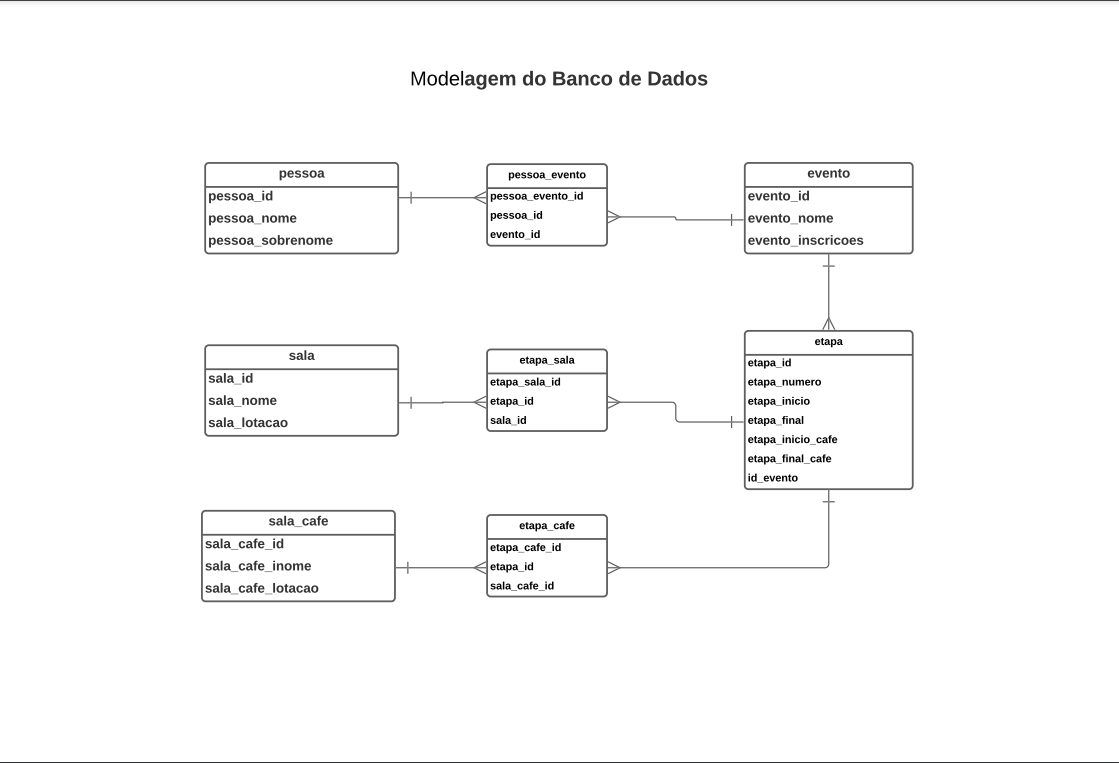 Modelagem do Banco de Dados
pessoa
pessoa_id
pessoa_nome
pessoa_sobrenome
pessoa_evento
pessoa_evento_id
pessoa_id
evento_id
evento
evento_id
evento_nome
evento_inscricoes
sala
sala_id
sala_nome
sala_lotacao
etapa_sala
etapa_sala_id
etapa_id
sala_id
etapa
etapa_id
etapa_numero
etapa_inicio
etapa_final
etapa_inicio_cafe
etapa_final_cafe
id_evento
sala_cafe
sala_cafe_id
sala_cafe_inome
sala_cafe_lotacao
etapa_cafe
etapa_cafe_id
etapa_id
sala_cafe_id